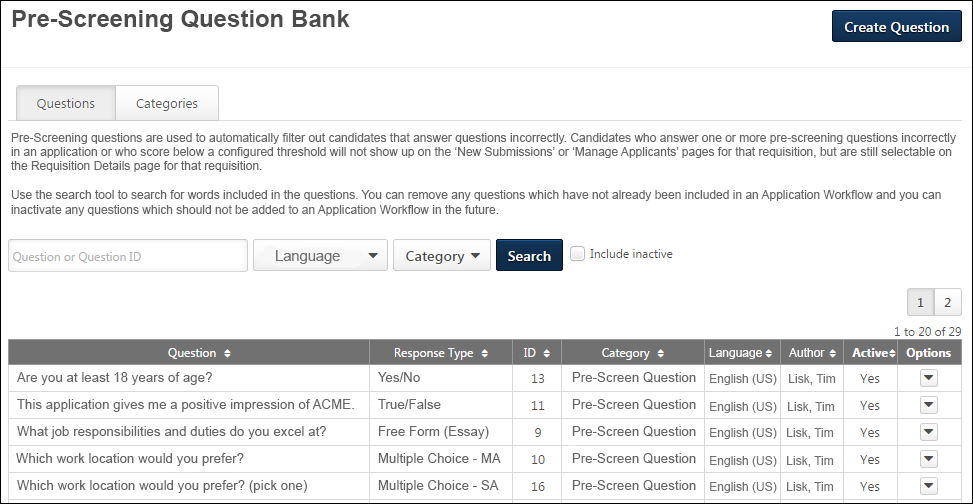 Pre-Screening Question Bank
Create Question
Questions Categories
Pre-Screening questions are used to automatically filter out candidates that answer questions incorrectly. Candidates who answer one or more pre-screening questions incorrectly
in an application or who score below a configured threshold will not show up on the ‘New Submissions’ or ‘Manage Applicants’ pages for that requisition, but are still selectable on
the Requisition Details page for that requisition.
Use the search tool to search for words included in the questions. You can remove any questions which have not already been included in an Application Workflow and you can
inactivate any questions which should not be added to an Application Workflow in the future.
Question or Question ID Language Category Search Include inactive
1 2
1 to 20 of 29
Question Response Type ID Category Language Author Active Options
Are you at least 18 years of age? Yes/No 13 Pre-Screen Question English (US) Lisk, Tim Yes
This application gives me a positive impression of ACME. True/False 11 Pre-Screen Question English (US) Lisk, Tim Yes
What job responsibilities and duties do you excel at? Free Form (Essay) 9 Pre-Screen Question English (US) Lisk, Tim Yes
Which work location would you prefer? Multiple Choice - MA 10 Pre-Screen Question English (US) Lisk, Tim Yes
Which work location would you prefer? (pick one) Multiple Choice - SA 16 Pre-Screen Question English (US) Lisk, Tim Yes